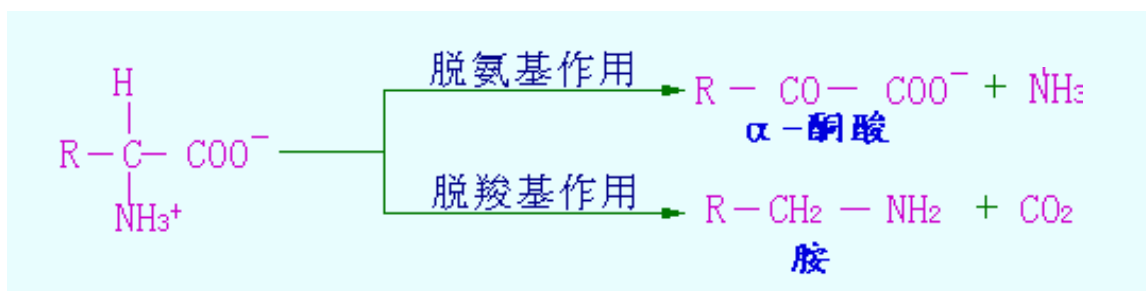 H
脱氨基作用
R — CO — COO⁻ + NH₃
α-酮酸
R — C — COO⁻
脱羧基作用
NH₃⁺
R — CH₂ — NH₂ + CO₂
胺